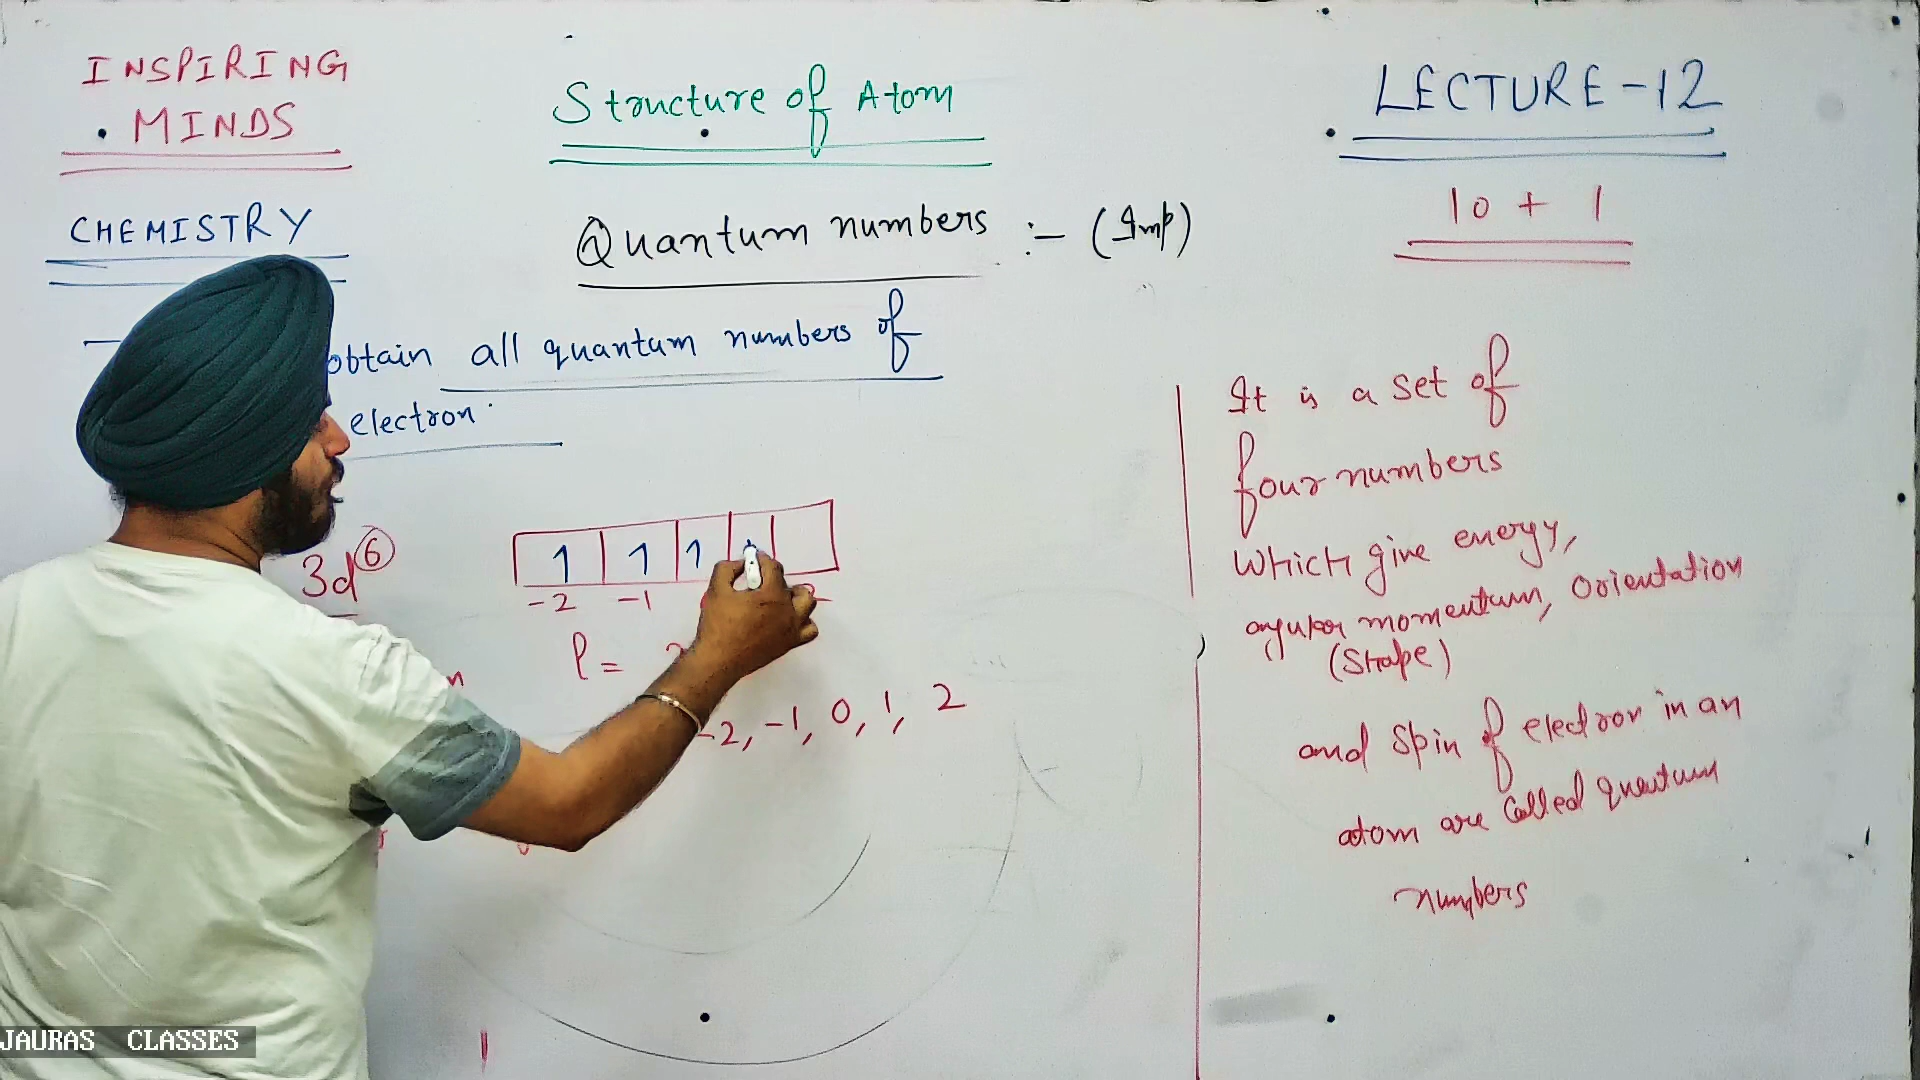 INSPIRING
MINDS
CHEMISTRY
Structure of Atom
LECTURE-12
10 + 1
Quantum numbers :- (Imp)
obtain all quantum numbers of
electron.
3d⁶
1 1 1
-2 -1
l =
-2, -1, 0, 1, 2
It is a set of
four numbers
Which give energy,
angular momentum, Orientation
(Shape)
and Spin of electron in an
atom are Called quantum
numbers
JAURAS CLASSES